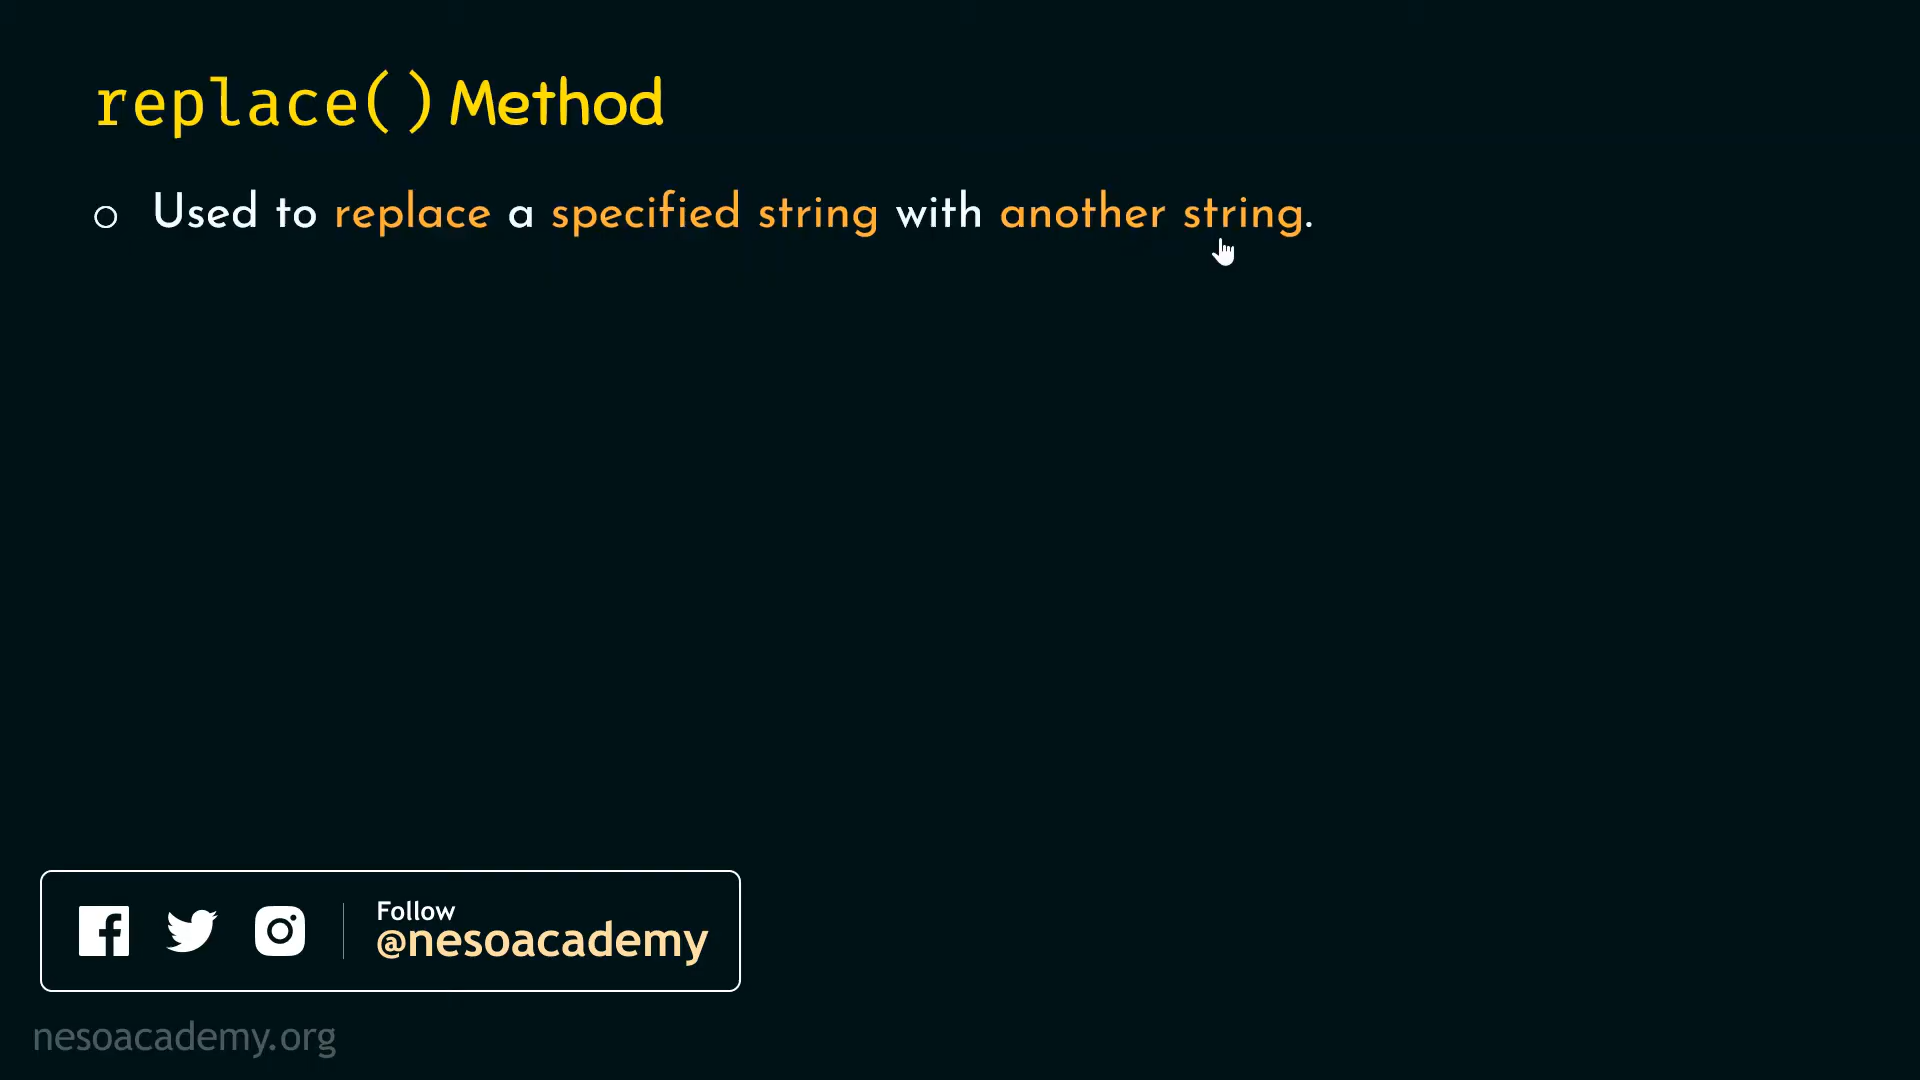 replace() Method
○ Used to replace a specified string with another string.
Follow
@nesoacademy
nesoacademy.org